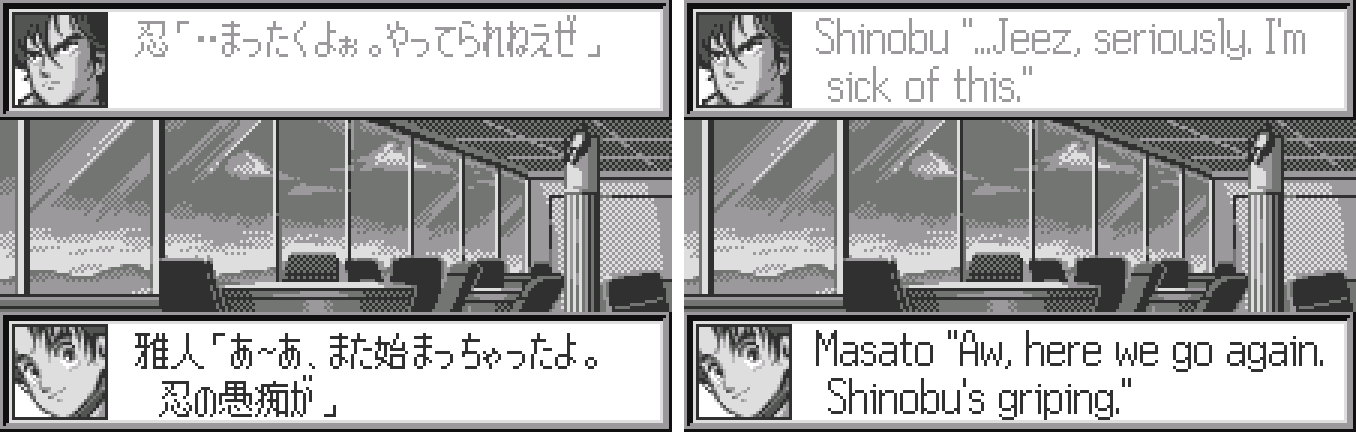 忍「‥まったくよぉ。やってられねえぜ」
雅人「あ~あ、また始まっちゃったよ。
忍の愚痴が」
Shinobu "...Jeez, seriously. I'm
sick of this."
Masato "Aw, here we go again.
Shinobu's griping."